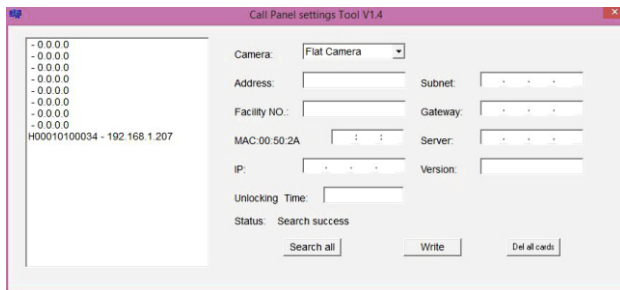 Call Panel settings Tool V1.4
- 0.0.0.0
- 0.0.0.0
- 0.0.0.0
- 0.0.0.0
- 0.0.0.0
- 0.0.0.0
- 0.0.0.0
- 0.0.0.0
H00010100034 - 192.168.1.207
Camera: Flat Camera
Address: Subnet:
Facility NO.: Gateway:
MAC:00:50:2A : : Server:
IP: Version:
Unlocking Time:
Status: Search success
Search all Write Del all cards